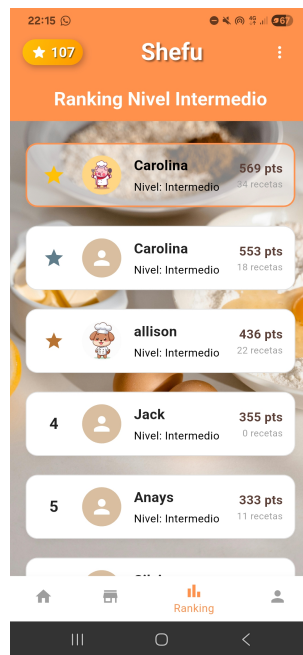 22:15
67
107
Shefu
Ranking Nivel Intermedio
Carolina
569 pts
Nivel: Intermedio
34 recetas
Carolina
553 pts
Nivel: Intermedio
18 recetas
allison
436 pts
Nivel: Intermedio
22 recetas
4
Jack
355 pts
Nivel: Intermedio
0 recetas
5
Anays
333 pts
Nivel: Intermedio
11 recetas
Ranking